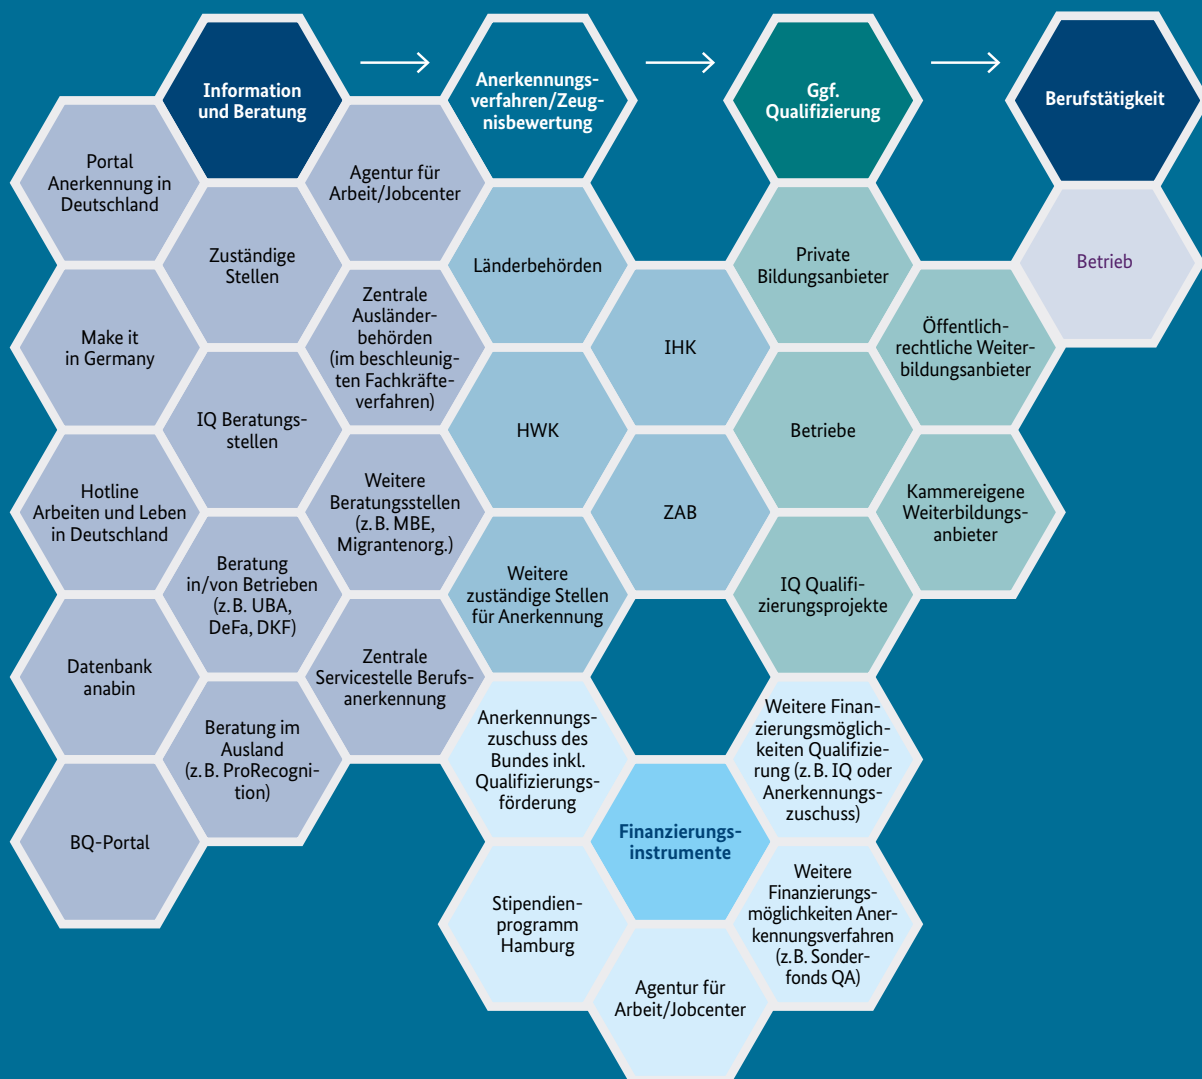 Information
und Beratung
Anerkennungs-
verfahren/Zeug-
nisbewertung
Ggf.
Qualifizierung
Berufstätigkeit
Portal
Anerkennung in
Deutschland
Agentur für
Arbeit/Jobcenter
Zuständige
Stellen
Make it
in Germany
Zentrale
Ausländer-
behörden
(im beschleunig-
ten Fachkräfte-
verfahren)
IQ Beratungs-
stellen
Hotline
Arbeiten und Leben
in Deutschland
Weitere
Beratungsstellen
(z. B. MBE,
Migrantenorg.)
Beratung
in/von Betrieben
(z. B. UBA,
DeFa, DKF)
Datenbank
anabin
Zentrale
Servicestelle Berufs-
anerkennung
Beratung im
Ausland
(z. B. ProRecogni-
tion)
BQ-Portal
Länderbehörden
IHK
HWK
ZAB
Weitere
zuständige Stellen
für Anerkennung
Private
Bildungsanbieter
Öffentlich-
rechtliche Weiter-
bildungsanbieter
Betriebe
Kammereigene
Weiterbildungs-
anbieter
IQ Qualifi-
zierungsprojekte
Betrieb
Anerkennungs-
zuschuss des
Bundes inkl.
Qualifizierungs-
förderung
Weitere Finan-
zierungsmöglich-
keiten Qualifizie-
rung (z. B. IQ oder
Anerkennungs-
zuschuss)
Finanzierungs-
instrumente
Stipendien-
programm
Hamburg
Weitere
Finanzierungs-
möglichkeiten Aner-
kennungsverfahren
(z. B. Sonder-
fonds QA)
Agentur für
Arbeit/Jobcenter